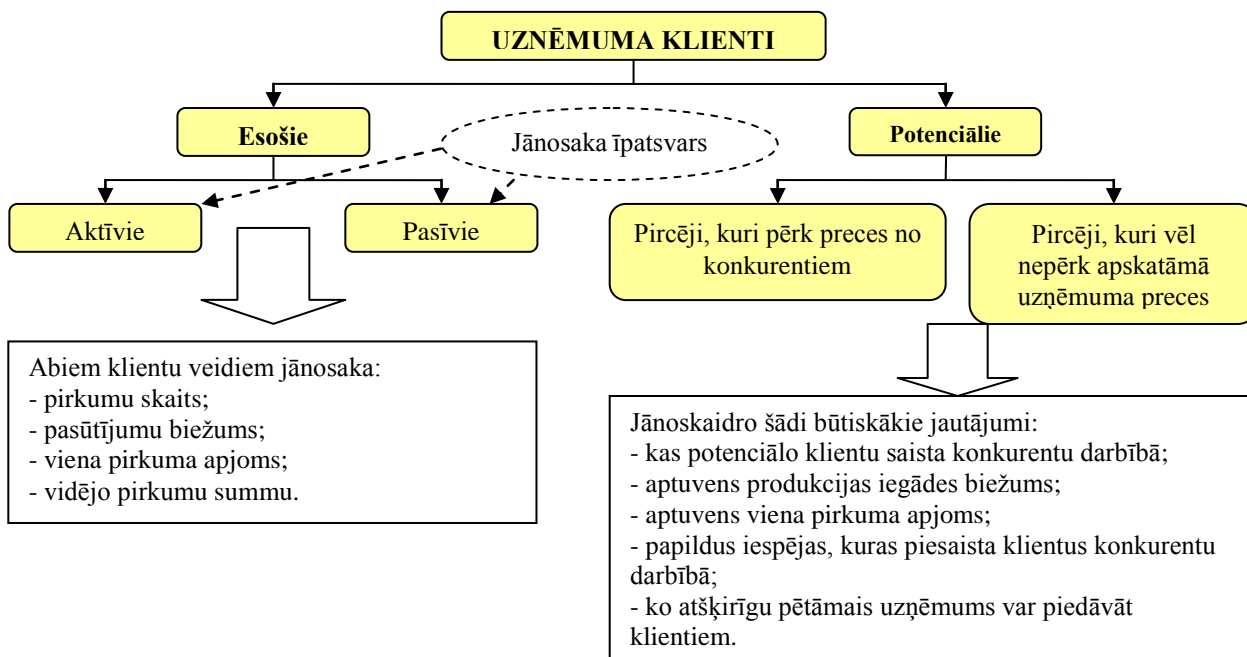 UZNĒMUMA KLIENTI
Esošie
Jānosaka īpatsvars
Potenciālie
Aktīvie
Pasīvie
Pircēji, kuri pērk preces no
konkurentiem
Pircēji, kuri vēl
nepērk apskatāmā
uzņēmuma preces
Abiem klientu veidiem jānosaka:
- pirkumu skaits;
- pasūtījumu biežums;
- viena pirkuma apjoms;
- vidējo pirkumu summu.
Jānoskaidro šādi būtiskākie jautājumi:
- kas potenciālo klientu saista konkurentu darbībā;
- aptuvens produkcijas iegādes biežums;
- aptuvens viena pirkuma apjoms;
- papildus iespējas, kuras piesaista klientus konkurentu
darbībā;
- ko atšķirīgu pētāmais uzņēmums var piedāvāt
klientiem.